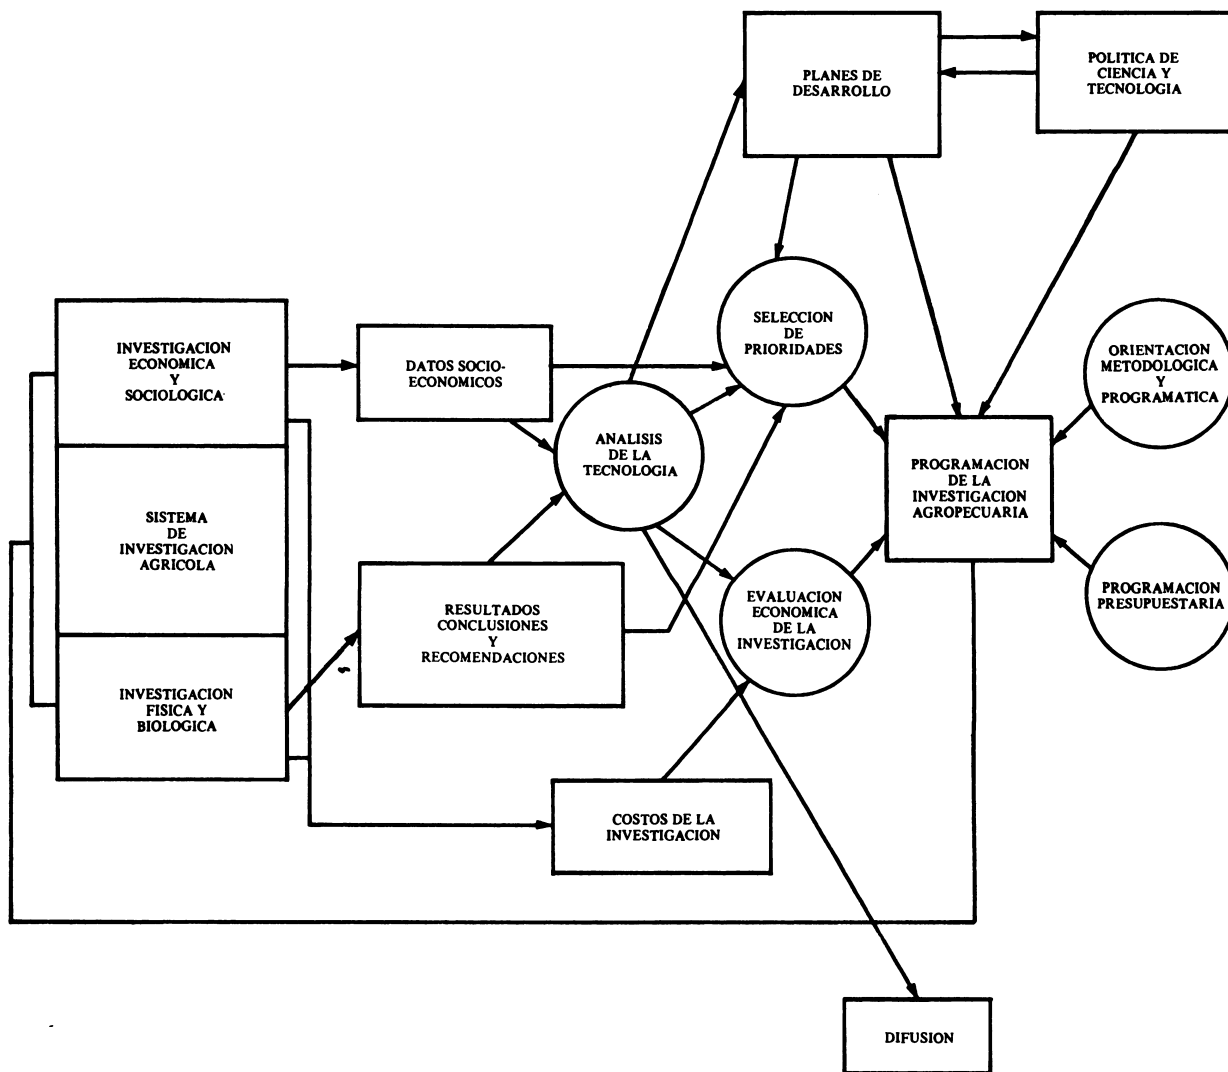 PLANES DE
DESARROLLO
POLITICA DE
CIENCIA Y
TECNOLOGIA
INVESTIGACION
ECONOMICA
Y
SOCIOLOGICA
DATOS SOCIO-
ECONOMICOS
SELECCION
DE
PRIORIDADES
ORIENTACION
METODOLOGICA
Y
PROGRAMATICA
ANALISIS
DE LA
TECNOLOGIA
PROGRAMACION
DE LA
INVESTIGACION
AGROPECUARIA
SISTEMA
DE
INVESTIGACION
AGRICOLA
RESULTADOS
CONCLUSIONES
Y
RECOMENDACIONES
EVALUACION
ECONOMICA
DE LA
INVESTIGACION
PROGRAMACION
PRESUPUESTARIA
INVESTIGACION
FISICA Y
BIOLOGICA
COSTOS DE LA
INVESTIGACION
DIFUSION